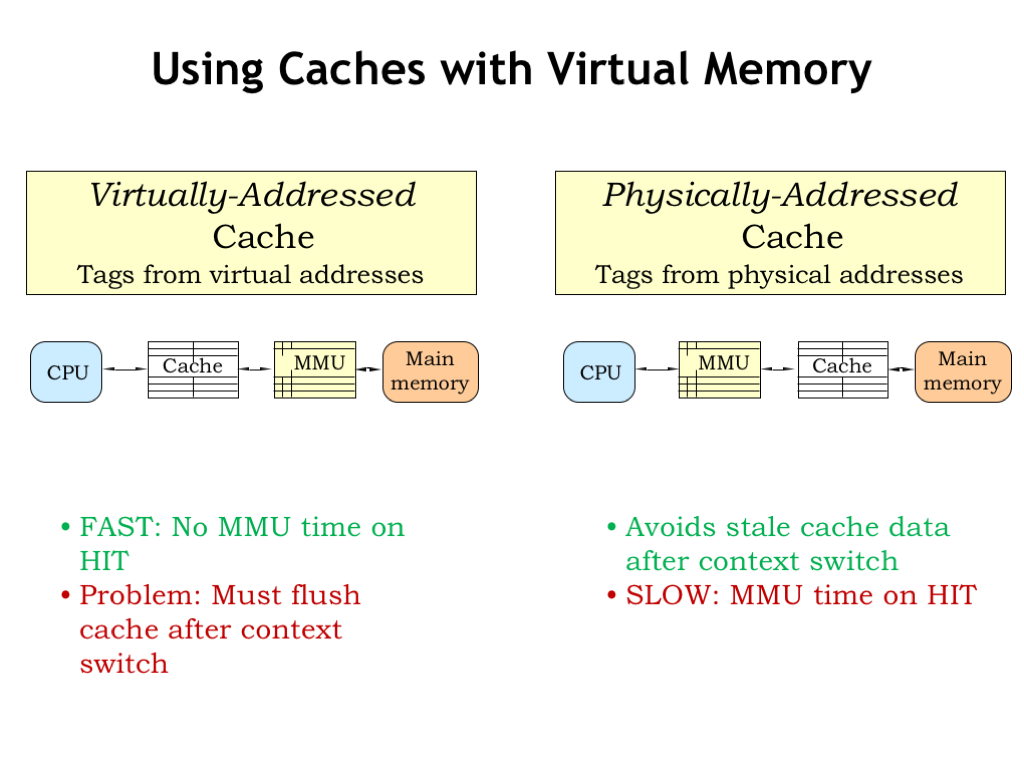 Using Caches with Virtual Memory
Virtually-Addressed
Cache
Tags from virtual addresses
Physically-Addressed
Cache
Tags from physical addresses
CPU
Cache
MMU
Main
memory
CPU
MMU
Cache
Main
memory
• FAST: No MMU time on
HIT
• Problem: Must flush
cache after context
switch
• Avoids stale cache data
after context switch
• SLOW: MMU time on HIT